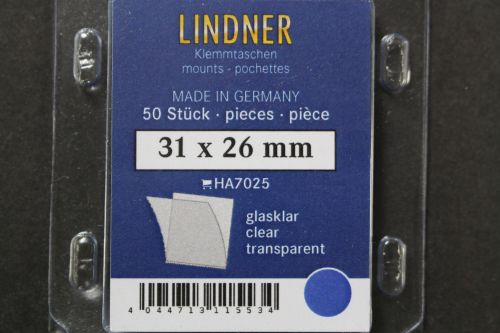 LINDNER
Klemmtaschen
mounts - pochettes
MADE IN GERMANY
50 Stück · pieces · pièce
31 x 26 mm
HA7025
glasklar
clear
transparent
4 044713 115534